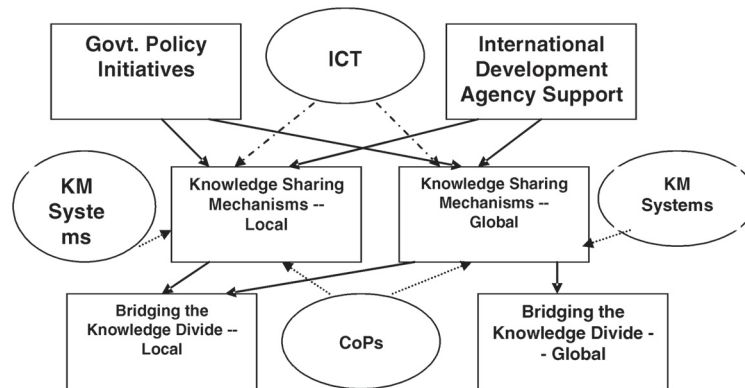 Govt. Policy
Initiatives
ICT
International
Development
Agency Support
KM
Syste
ms
Knowledge Sharing
Mechanisms --
Local
Knowledge Sharing
Mechanisms --
Global
KM
Systems
Bridging the
Knowledge Divide --
Local
CoPs
Bridging the
Knowledge Divide -
- Global